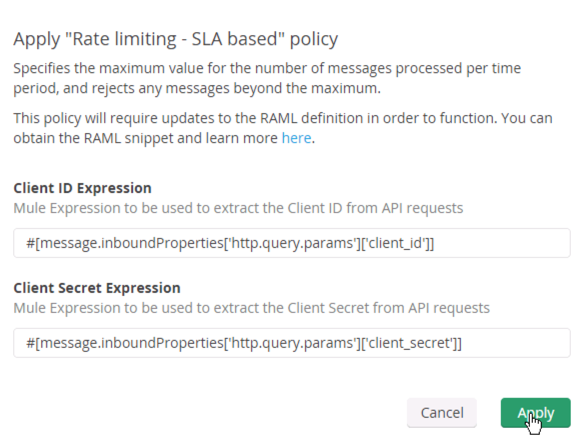 Apply "Rate limiting - SLA based" policy
Specifies the maximum value for the number of messages processed per time
period, and rejects any messages beyond the maximum.
This policy will require updates to the RAML definition in order to function. You can
obtain the RAML snippet and learn more here.
Client ID Expression
Mule Expression to be used to extract the Client ID from API requests
#[message.inboundProperties['http.query.params']['client_id']]
Client Secret Expression
Mule Expression to be used to extract the Client Secret from API requests
#[message.inboundProperties['http.query.params']['client_secret']]
Cancel Apply